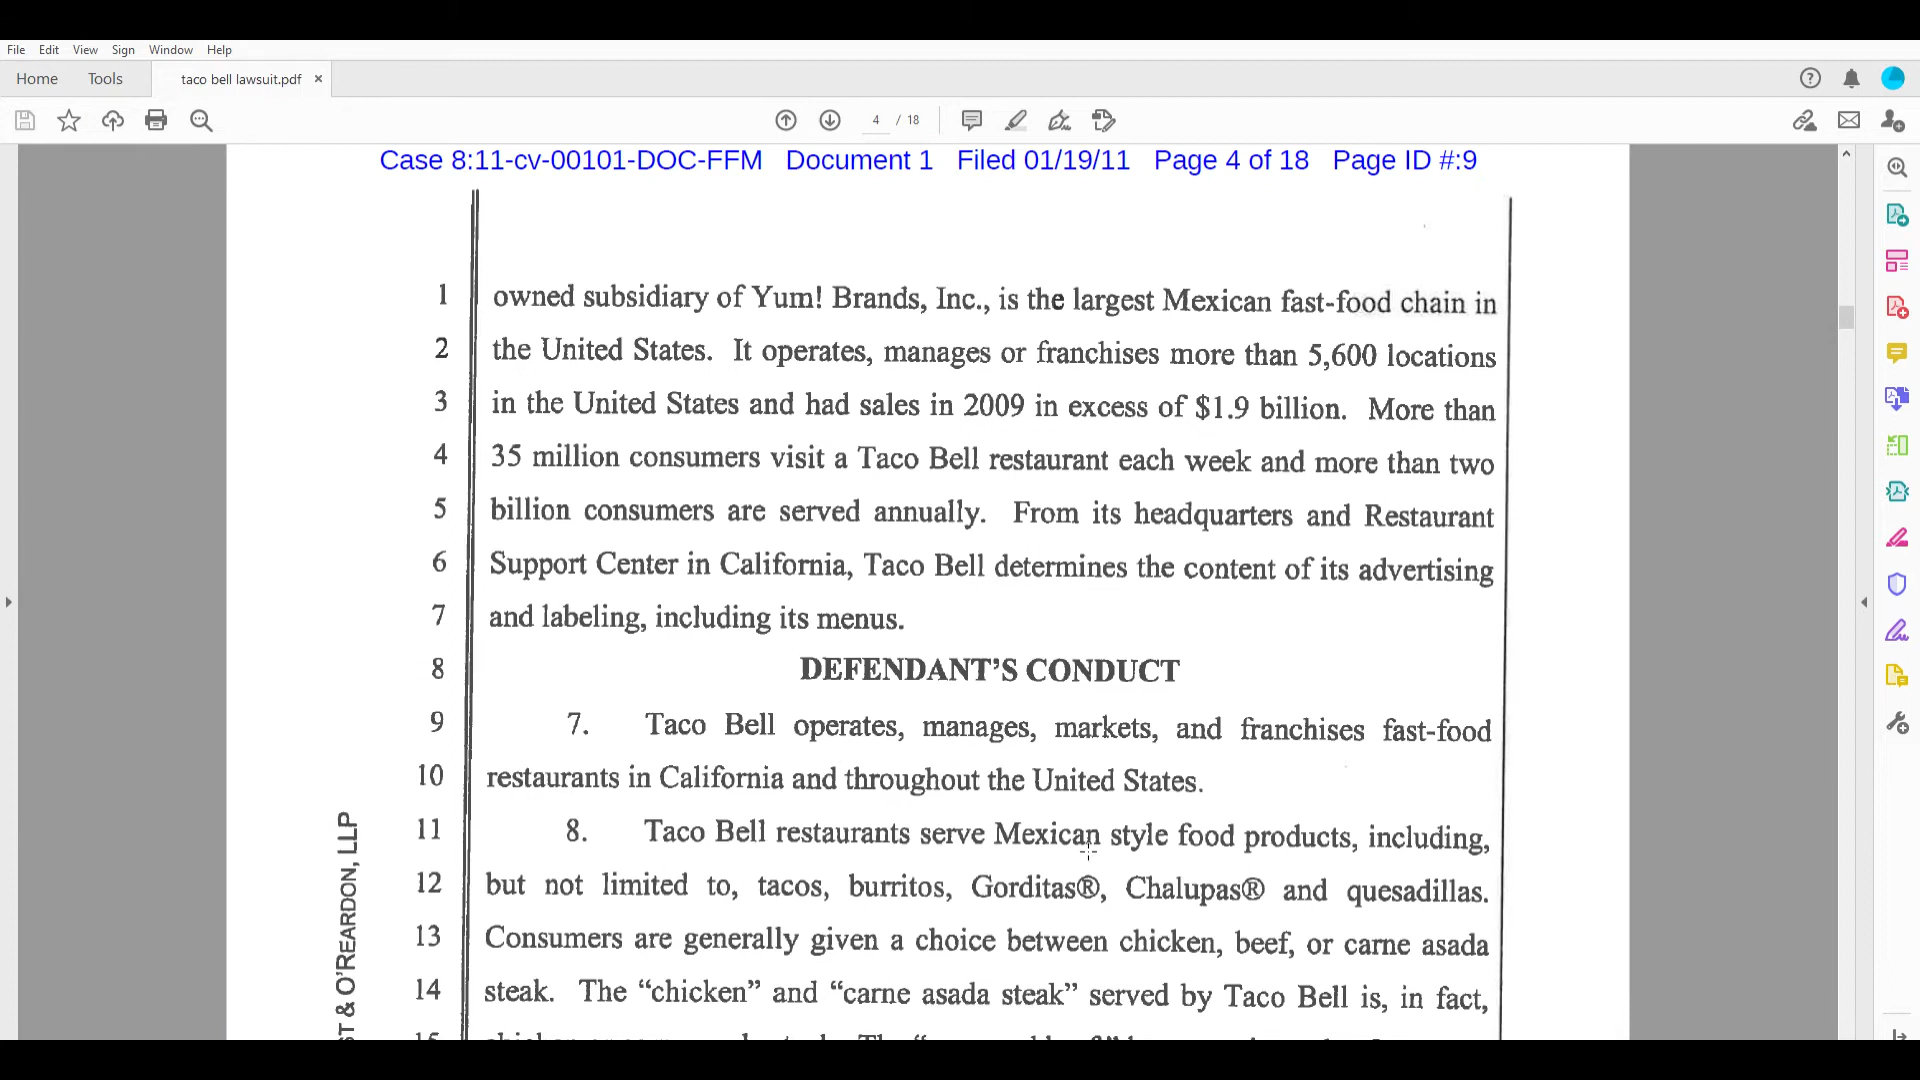 File Edit View Sign Window Help
Home Tools taco bell lawsuit.pdf ×
4 / 18
Case 8:11-cv-00101-DOC-FFM Document 1 Filed 01/19/11 Page 4 of 18 Page ID #:9
1 owned subsidiary of Yum! Brands, Inc., is the largest Mexican fast-food chain in
2 the United States. It operates, manages or franchises more than 5,600 locations
3 in the United States and had sales in 2009 in excess of $1.9 billion. More than
4 35 million consumers visit a Taco Bell restaurant each week and more than two
5 billion consumers are served annually. From its headquarters and Restaurant
6 Support Center in California, Taco Bell determines the content of its advertising
7 and labeling, including its menus.
8 DEFENDANT'S CONDUCT
9 7. Taco Bell operates, manages, markets, and franchises fast-food
10 restaurants in California and throughout the United States.
11 8. Taco Bell restaurants serve Mexican style food products, including,
12 but not limited to, tacos, burritos, Gorditas®, Chalupas® and quesadillas.
13 Consumers are generally given a choice between chicken, beef, or carne asada
14 steak. The “chicken” and “carne asada steak” served by Taco Bell is, in fact,
15
ST & O'REARDON, LLP